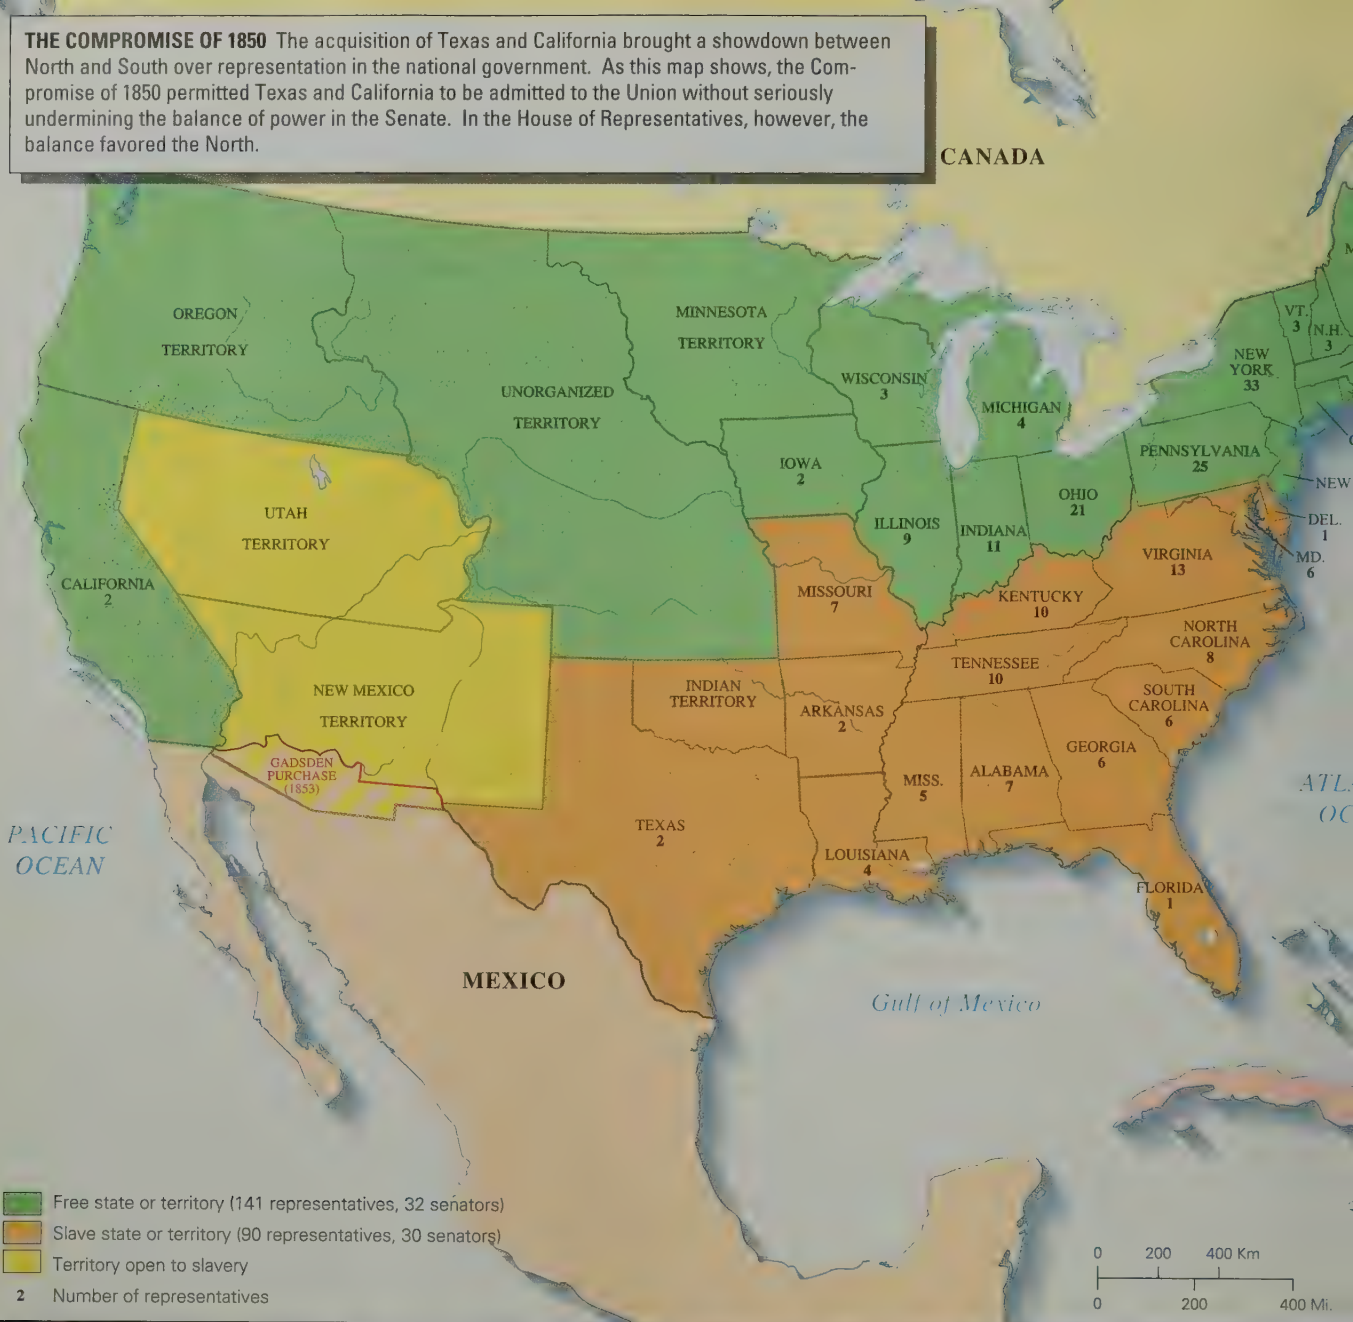 THE COMPROMISE OF 1850 The acquisition of Texas and California brought a showdown between
North and South over representation in the national government. As this map shows, the Com-
promise of 1850 permitted Texas and California to be admitted to the Union without seriously
undermining the balance of power in the Senate. In the House of Representatives, however, the
balance favored the North.
CANADA
OREGON
TERRITORY
UNORGANIZED
TERRITORY
MINNESOTA
TERRITORY
WISCONSIN
3
MICHIGAN
4
VT.
3
N.H.
3
NEW
YORK
33
PENNSYLVANIA
25
NEW
IOWA
2
ILLINOIS
9
INDIANA
11
OHIO
21
DEL.
1
MD.
6
VIRGINIA
13
UTAH
TERRITORY
CALIFORNIA
2
MISSOURI
7
KENTUCKY
10
NORTH
CAROLINA
8
TENNESSEE
10
SOUTH
CAROLINA
6
NEW MEXICO
TERRITORY
INDIAN
TERRITORY
ARKANSAS
2
GEORGIA
6
GADSDEN
PURCHASE
(1853)
MISS.
5
ALABAMA
7
TEXAS
2
LOUISIANA
4
FLORIDA
1
PACIFIC
OCEAN
ATL
OC
MEXICO
Gulf of Mexico
Free state or territory (141 representatives, 32 senators)
Slave state or territory (90 representatives, 30 senators)
Territory open to slavery
2 Number of representatives
0 200 400 Km
0 200 400 Mi.